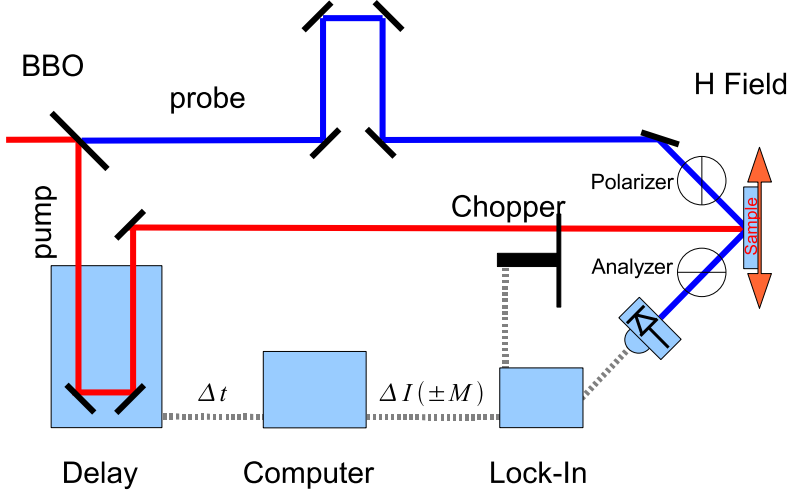 BBO
probe
H Field
Polarizer
pump
Chopper
Sample
Analyzer
Δt
ΔI(±M)
Delay
Computer
Lock-In